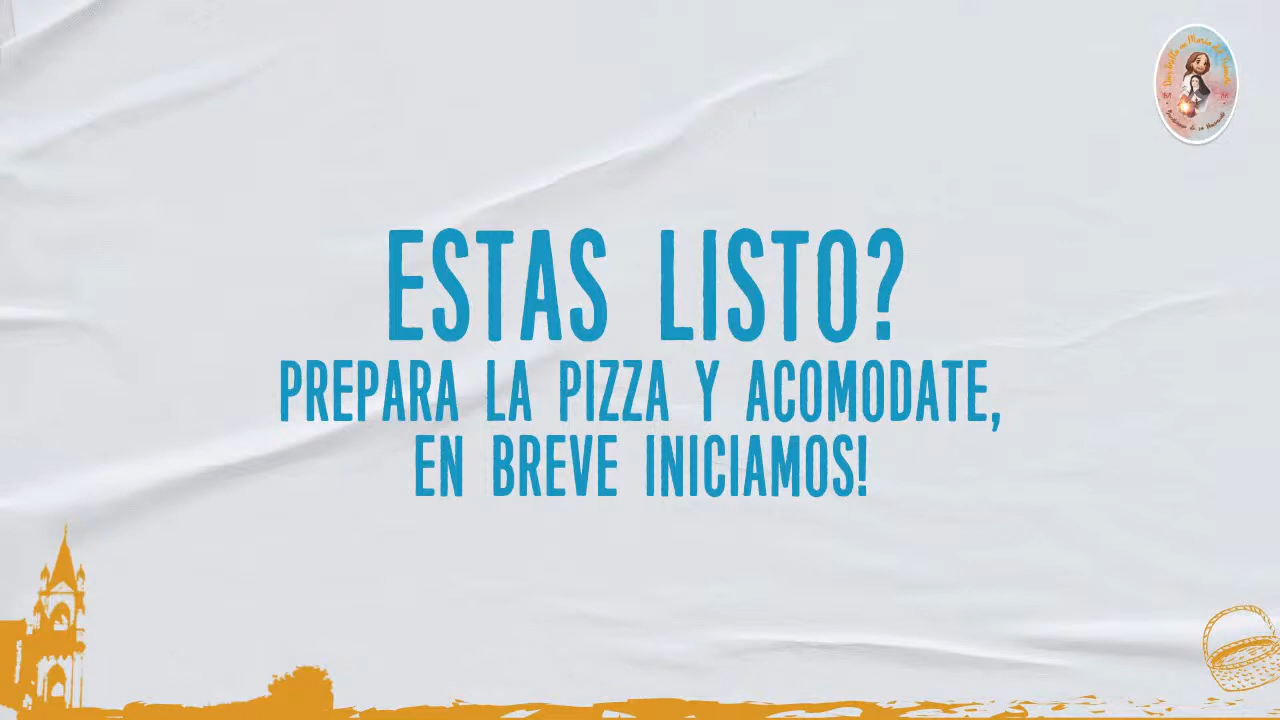 ESTAS LISTO?
PREPARA LA PIZZA Y ACOMODATE,
EN BREVE INICIAMOS!